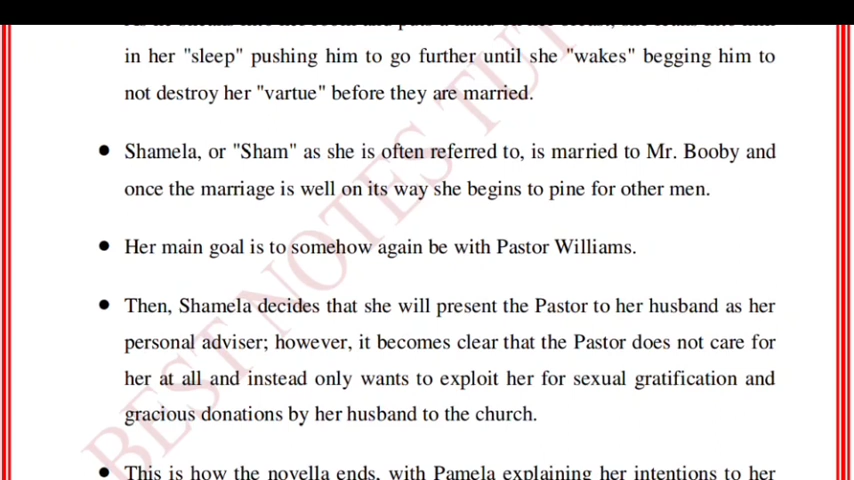 in her "sleep" pushing him to go further until she "wakes" begging him to
not destroy her "vartue" before they are married.
● Shamela, or "Sham" as she is often referred to, is married to Mr. Booby and
once the marriage is well on its way she begins to pine for other men.
● Her main goal is to somehow again be with Pastor Williams.
● Then, Shamela decides that she will present the Pastor to her husband as her
personal adviser; however, it becomes clear that the Pastor does not care for
her at all and instead only wants to exploit her for sexual gratification and
gracious donations by her husband to the church.
● This is how the novella ends, with Pamela explaining her intentions to her
BEST NOTES TUT